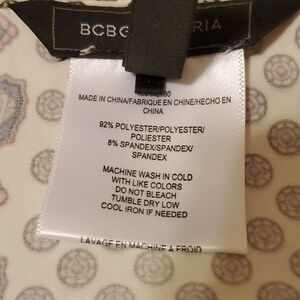 BCBG RIA
MADE IN CHINA/FABRIQUE EN CHINE/HECHO EN
CHINA
92% POLYESTER/POLYESTER/
POLIESTER
8% SPANDEX/SPANDEX/
SPANDEX
MACHINE WASH IN COLD
WITH LIKE COLORS
DO NOT BLEACH
TUMBLE DRY LOW
COOL IRON IF NEEDED
LAVAGE EN MACHINE A FROID